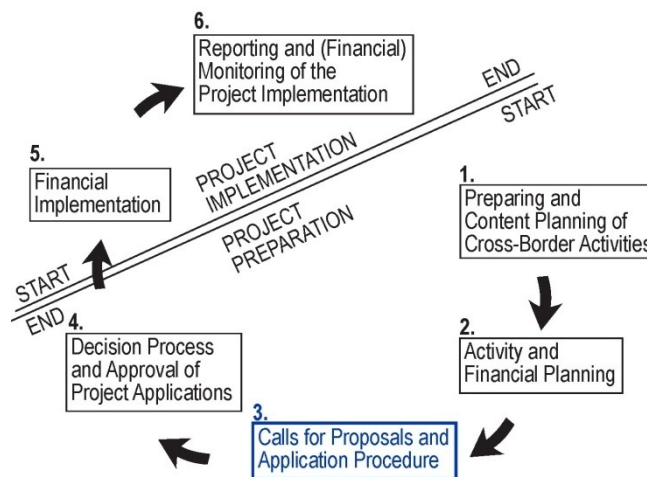 6.
Reporting and (Financial)
Monitoring of the
Project Implementation
END
START
5.
Financial
Implementation
PROJECT
IMPLEMENTATION
PROJECT
PREPARATION
1.
Preparing and
Content Planning of
Cross-Border Activities
START
END
4.
Decision Process
and Approval of
Project Applications
2.
Activity and
Financial Planning
3.
Calls for Proposals and
Application Procedure